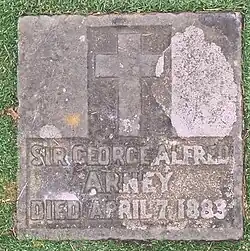 SIR GEORGE ALFRED
ARNEY
DIED APRIL 7, 1883